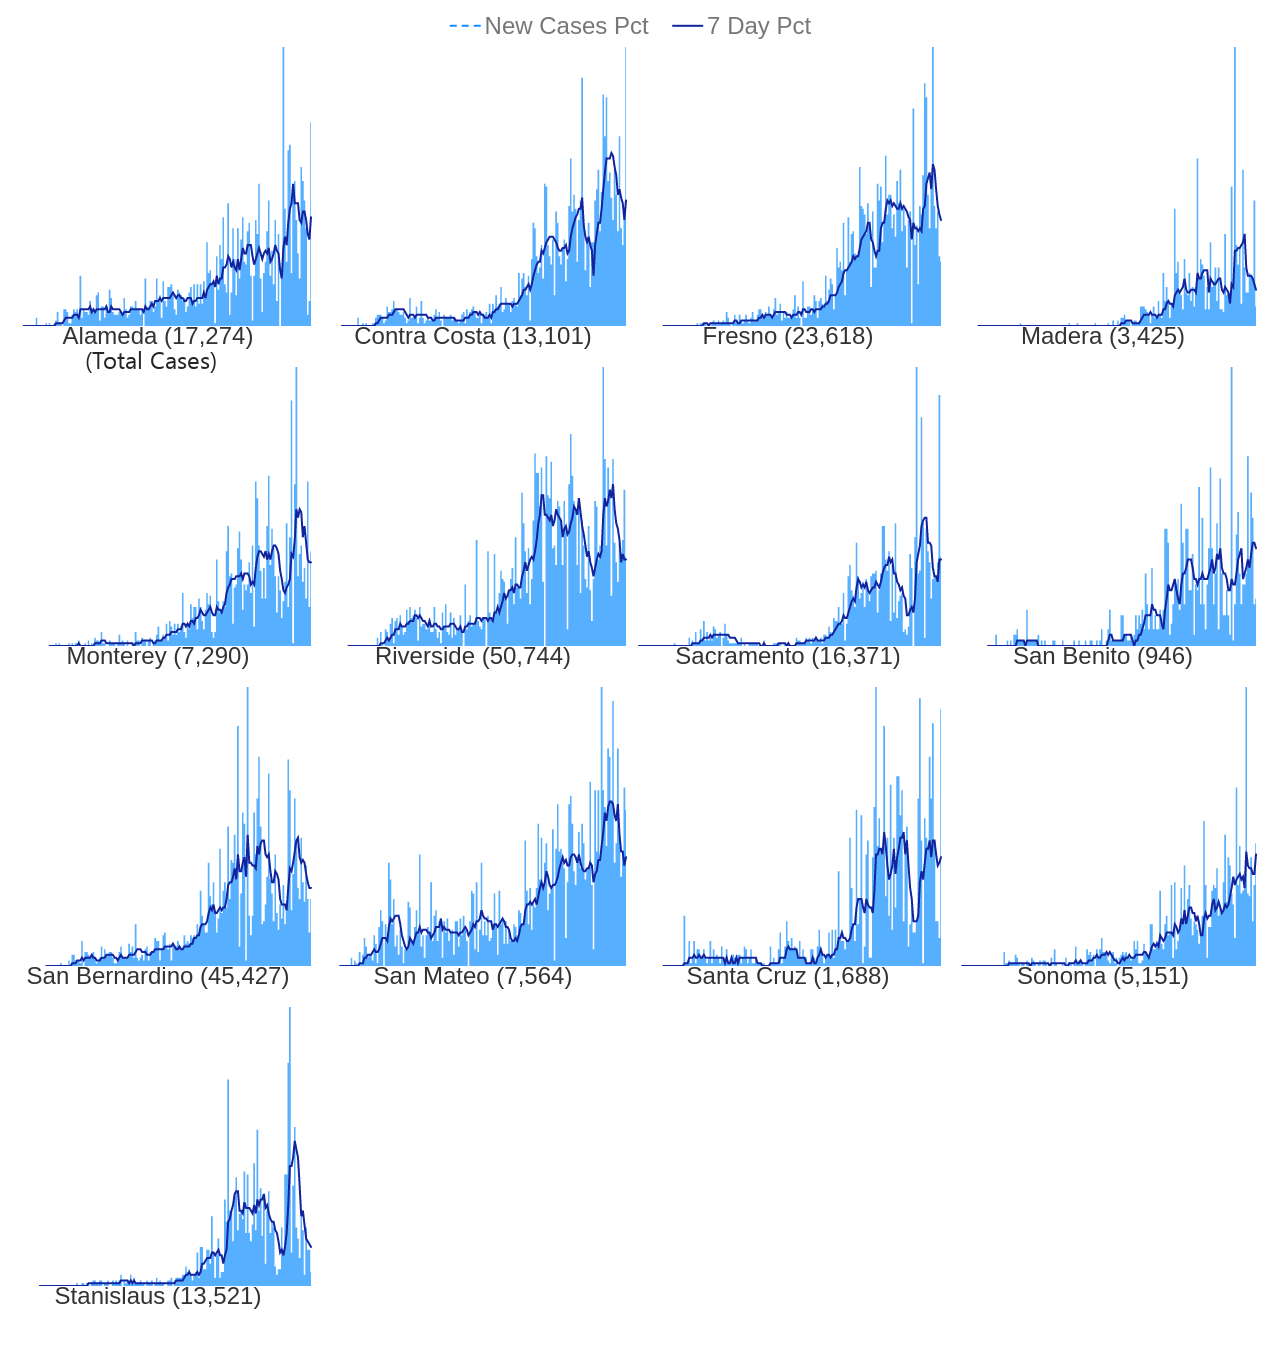 New Cases Pct 7 Day Pct
Alameda (17,274)
(Total Cases)
Contra Costa (13,101)
Fresno (23,618)
Madera (3,425)
Monterey (7,290)
Riverside (50,744)
Sacramento (16,371)
San Benito (946)
San Bernardino (45,427)
San Mateo (7,564)
Santa Cruz (1,688)
Sonoma (5,151)
Stanislaus (13,521)